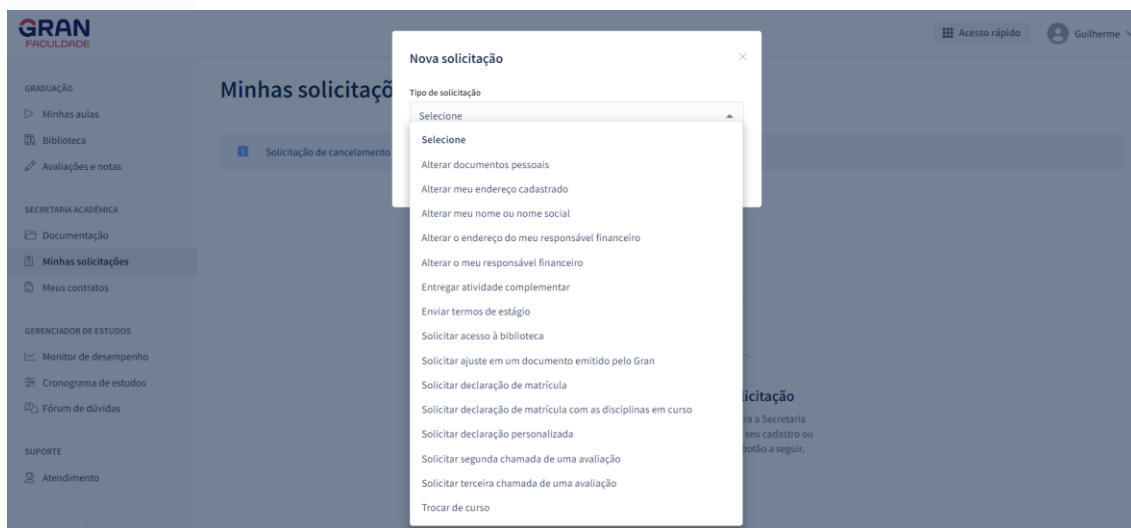 GRAN
FACULDADE
Acesso rápido
Guilherme
GRADUAÇÃO
Minhas aulas
Biblioteca
Avaliações e notas
SECRETARIA ACADÊMICA
Documentação
Minhas solicitações
Meus contratos
GERENCIADOR DE ESTUDOS
Monitor de desempenho
Cronograma de estudos
Fórum de dúvidas
SUPORTE
Atendimento
Minhas solicitaçõ
Solicitação de cancelamento
Nova solicitação
Tipo de solicitação
Selecione
Selecione
Alterar documentos pessoais
Alterar meu endereço cadastrado
Alterar meu nome ou nome social
Alterar o endereço do meu responsável financeiro
Alterar o meu responsável financeiro
Entregar atividade complementar
Enviar termos de estágio
Solicitar acesso à biblioteca
Solicitar ajuste em um documento emitido pelo Gran
Solicitar declaração de matrícula
Solicitar declaração de matrícula com as disciplinas em curso
Solicitar declaração personalizada
Solicitar segunda chamada de uma avaliação
Solicitar terceira chamada de uma avaliação
Trocar de curso
licitação
ra a Secretaria
seu cadastro ou
botão a seguir.